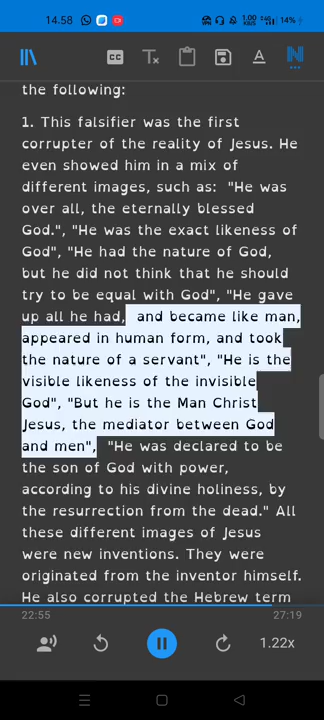 14.58
1.00 KB/S
4G
14%
CC
the following:
1. This falsifier was the first
corrupter of the reality of Jesus. He
even showed him in a mix of
different images, such as: "He was
over all, the eternally blessed
God.", "He was the exact likeness of
God", "He had the nature of God,
but he did not think that he should
try to be equal with God", "He gave
up all he had, and became like man,
appeared in human form, and took
the nature of a servant", "He is the
visible likeness of the invisible
God", "But he is the Man Christ
Jesus, the mediator between God
and men", "He was declared to be
the son of God with power,
according to his divine holiness, by
the resurrection from the dead." All
these different images of Jesus
were new inventions. They were
originated from the inventor himself.
He also corrupted the Hebrew term
22:55
27:19
1.22x